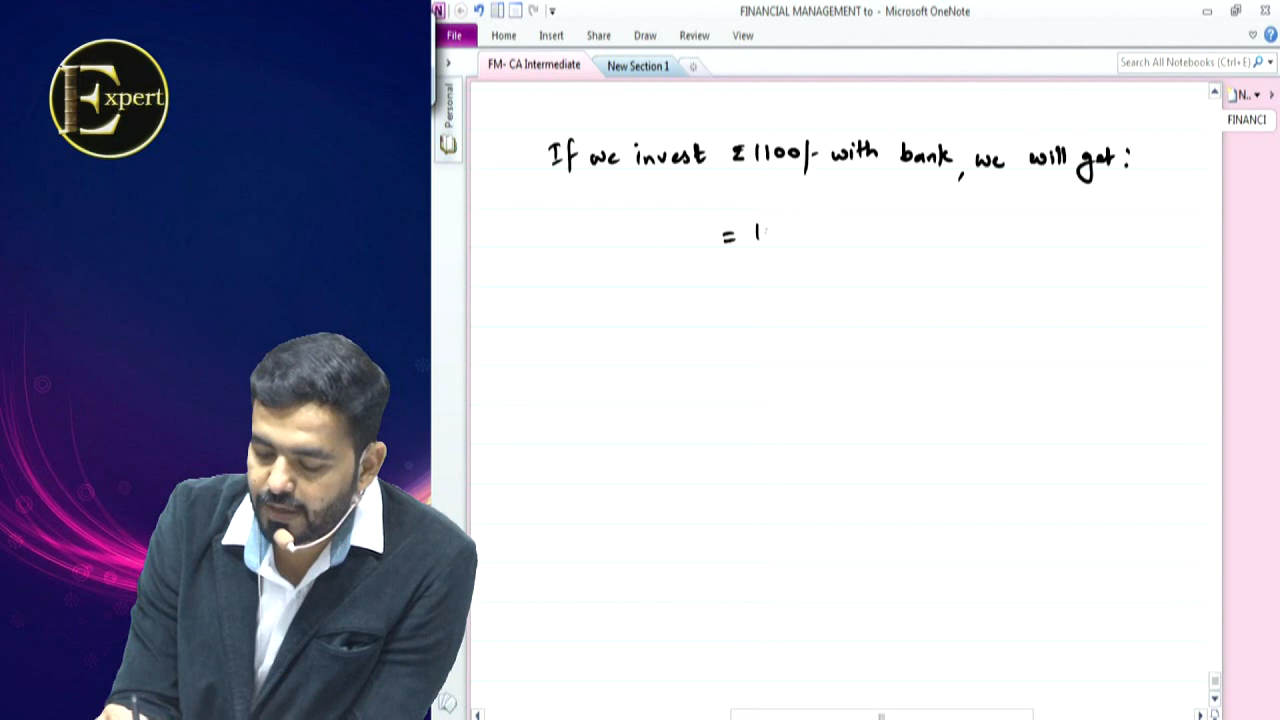 Expert
FINANCIAL MANAGEMENT to - Microsoft OneNote
File Home Insert Share Draw Review View
FM- CA Intermediate New Section 1
Search All Notebooks (Ctrl+E)
N..
Personal
FINANCI
If we invest ₹1100/- with bank, we will get:
= 1